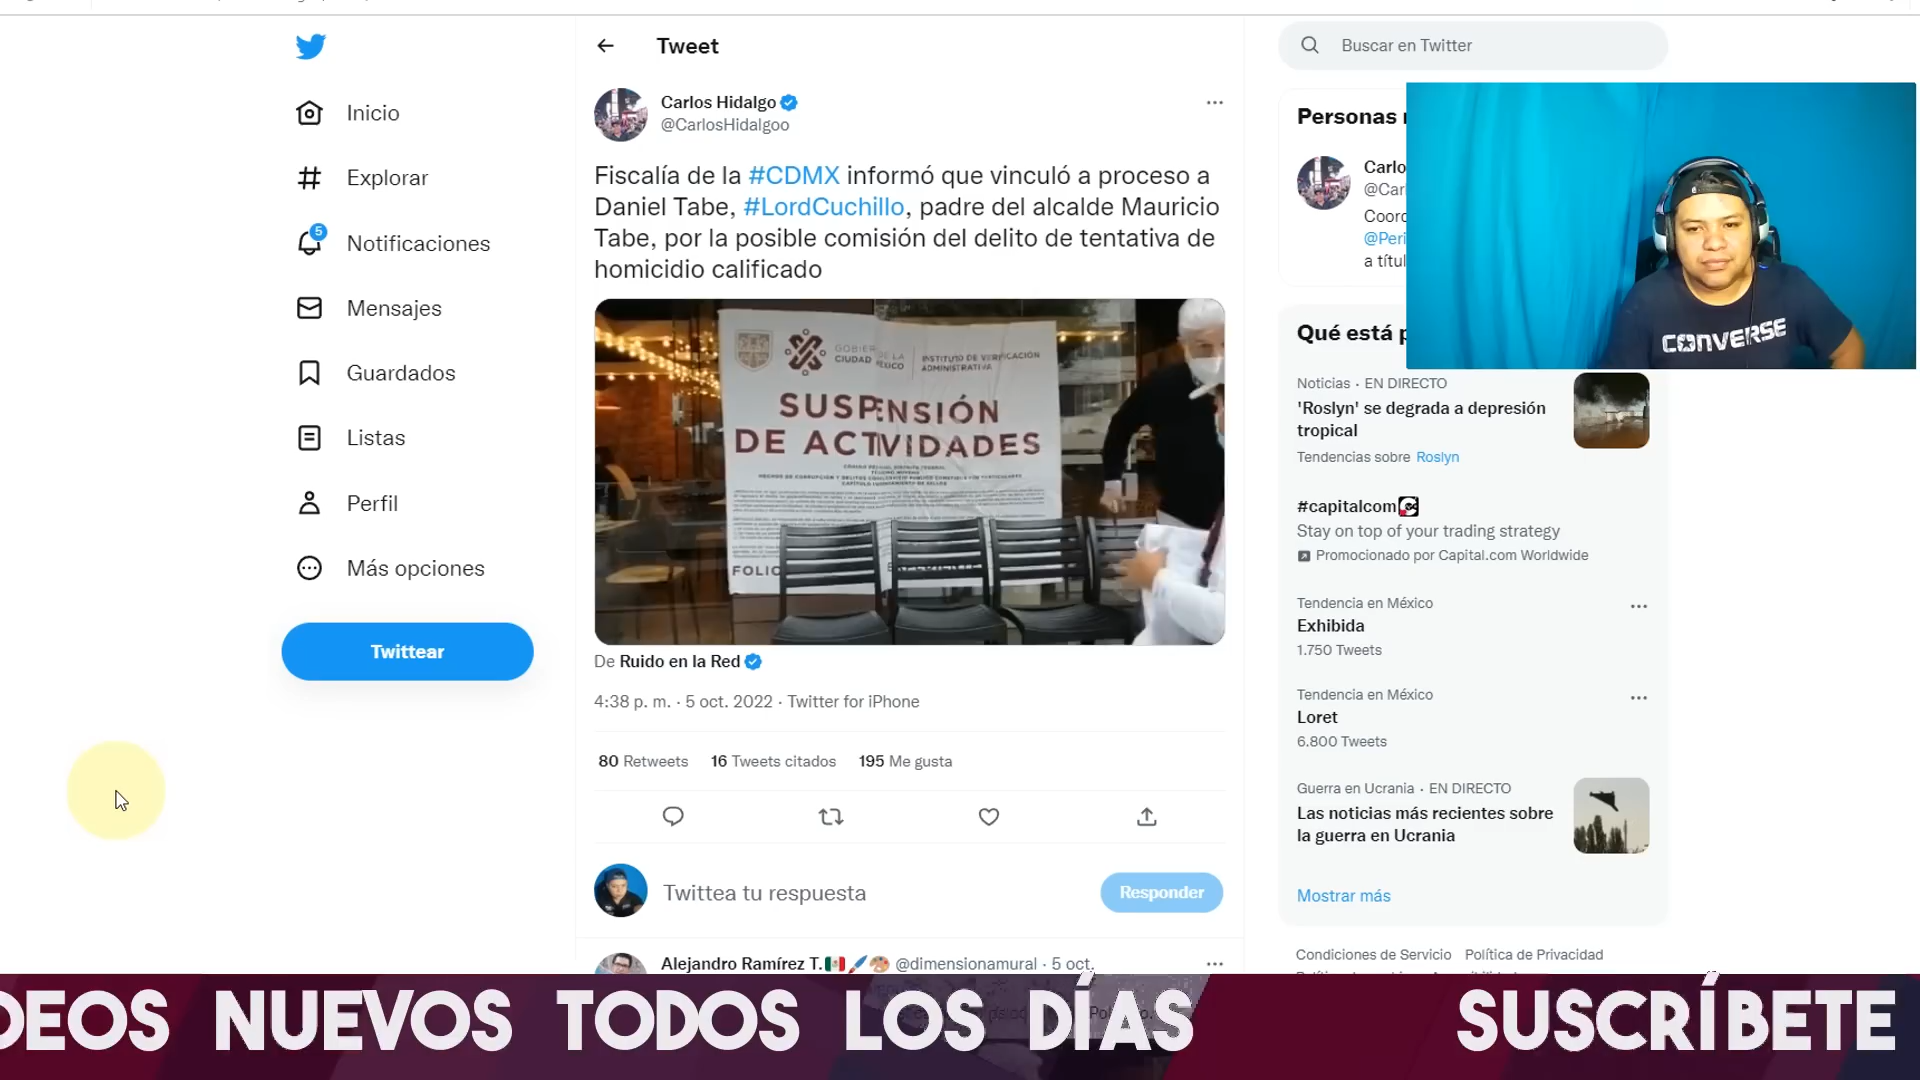 Tweet
Buscar en Twitter
Inicio
Explorar
5
Notificaciones
Mensajes
Guardados
Listas
Perfil
Más opciones
Twittear
Carlos Hidalgo
@CarlosHidalgoo
Fiscalía de la #CDMX informó que vinculó a proceso a
Daniel Tabe, #LordCuchillo, padre del alcalde Mauricio
Tabe, por la posible comisión del delito de tentativa de
homicidio calificado
INSTITUTO DE VERIFICACIÓN
ADMINISTRATIVA
SUSPENSIÓN
DE ACTIVIDADES
FOLIO
De Ruido en la Red
4:38 p. m. · 5 oct. 2022 · Twitter for iPhone
80 Retweets 16 Tweets citados 195 Me gusta
Twittea tu respuesta
Responder
Alejandro Ramírez T. @dimensionamural · 5 oct.
Personas
Carlo
@Car
Coord
@Peri
a títul
CONVERSE
Qué está p
Noticias · EN DIRECTO
'Roslyn' se degrada a depresión
tropical
Tendencias sobre Roslyn
#capitalcom
Stay on top of your trading strategy
Promocionado por Capital.com Worldwide
Tendencia en México
Exhibida
1.750 Tweets
Tendencia en México
Loret
6.800 Tweets
Guerra en Ucrania · EN DIRECTO
Las noticias más recientes sobre
la guerra en Ucrania
Mostrar más
Condiciones de Servicio Política de Privacidad
DEOS NUEVOS TODOS LOS DÍAS SUSCRÍBETE